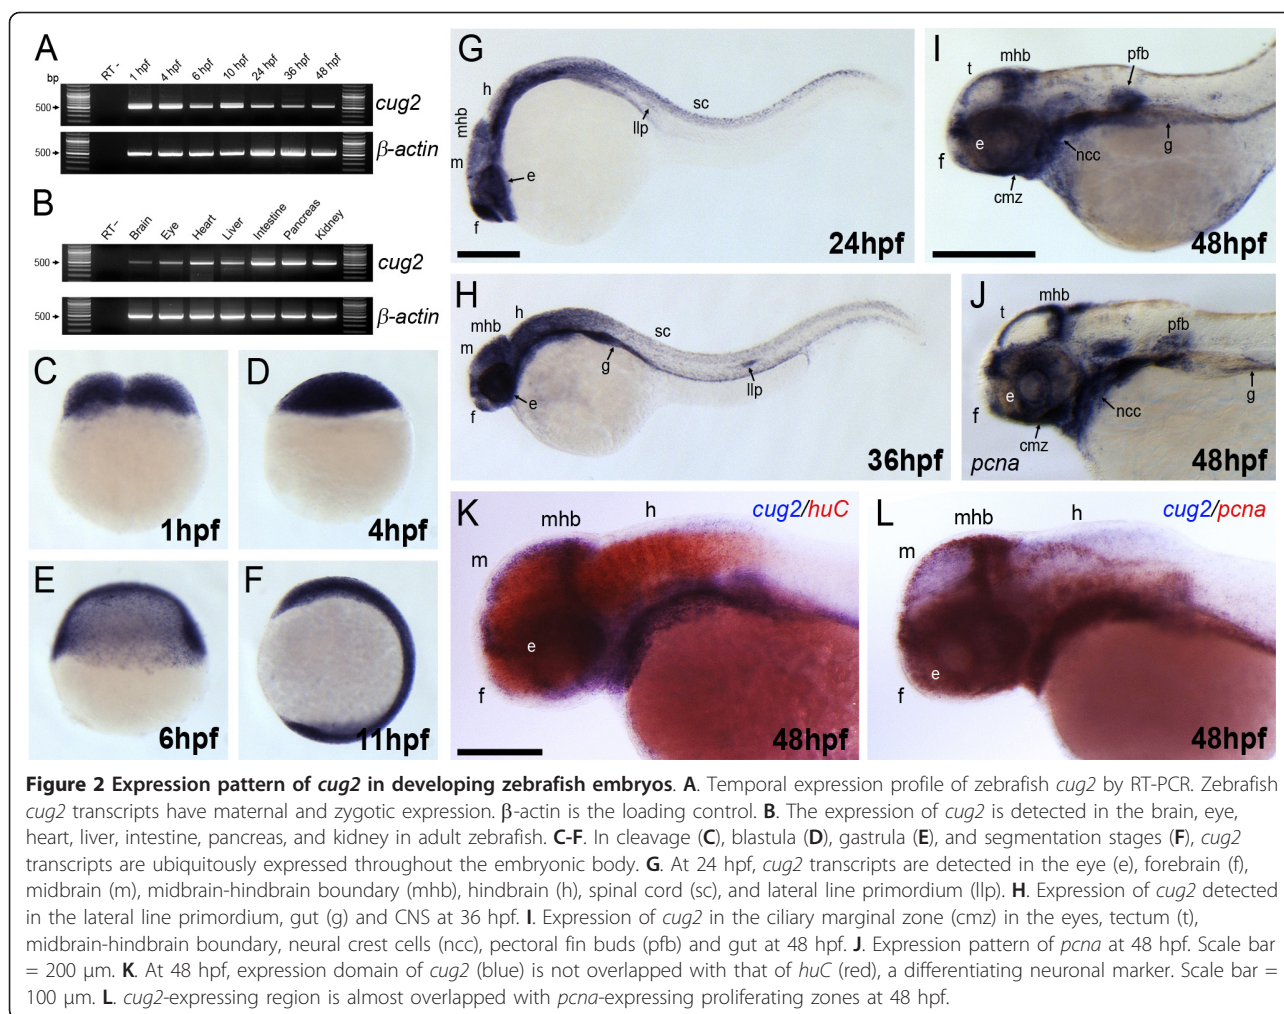 A
RT -
1 hpf
4 hpf
6 hpf
10 hpf
24 hpf
36 hpf
48 hpf
bp
500
cug2
500
β-actin
B
RT-
Brain
Eye
Heart
Liver
Intestine
Pancreas
Kidney
500
cug2
500
β-actin
C
1hpf
D
4hpf
E
6hpf
F
11hpf
G
h
mhb
m
e
f
llp
sc
24hpf
H
h
mhb
m
sc
g
llp
e
f
36hpf
I
mhb
t
pfb
e
f
ncc
g
cmz
48hpf
J
mhb
t
pfb
e
f
ncc
g
cmz
pcna
48hpf
K
mhb
h
cug2/huC
m
e
f
48hpf
L
mhb
h
cug2/pcna
m
e
f
48hpf
Figure 2 Expression pattern of cug2 in developing zebrafish embryos. A. Temporal expression profile of zebrafish cug2 by RT-PCR. Zebrafish
cug2 transcripts have maternal and zygotic expression. β-actin is the loading control. B. The expression of cug2 is detected in the brain, eye,
heart, liver, intestine, pancreas, and kidney in adult zebrafish. C-F. In cleavage (C), blastula (D), gastrula (E), and segmentation stages (F), cug2
transcripts are ubiquitously expressed throughout the embryonic body. G. At 24 hpf, cug2 transcripts are detected in the eye (e), forebrain (f),
midbrain (m), midbrain-hindbrain boundary (mhb), hindbrain (h), spinal cord (sc), and lateral line primordium (llp). H. Expression of cug2 detected
in the lateral line primordium, gut (g) and CNS at 36 hpf. I. Expression of cug2 in the ciliary marginal zone (cmz) in the eyes, tectum (t),
midbrain-hindbrain boundary, neural crest cells (ncc), pectoral fin buds (pfb) and gut at 48 hpf. J. Expression pattern of pcna at 48 hpf. Scale bar
= 200 μm. K. At 48 hpf, expression domain of cug2 (blue) is not overlapped with that of huC (red), a differentiating neuronal marker. Scale bar =
100 μm. L. cug2-expressing region is almost overlapped with pcna-expressing proliferating zones at 48 hpf.